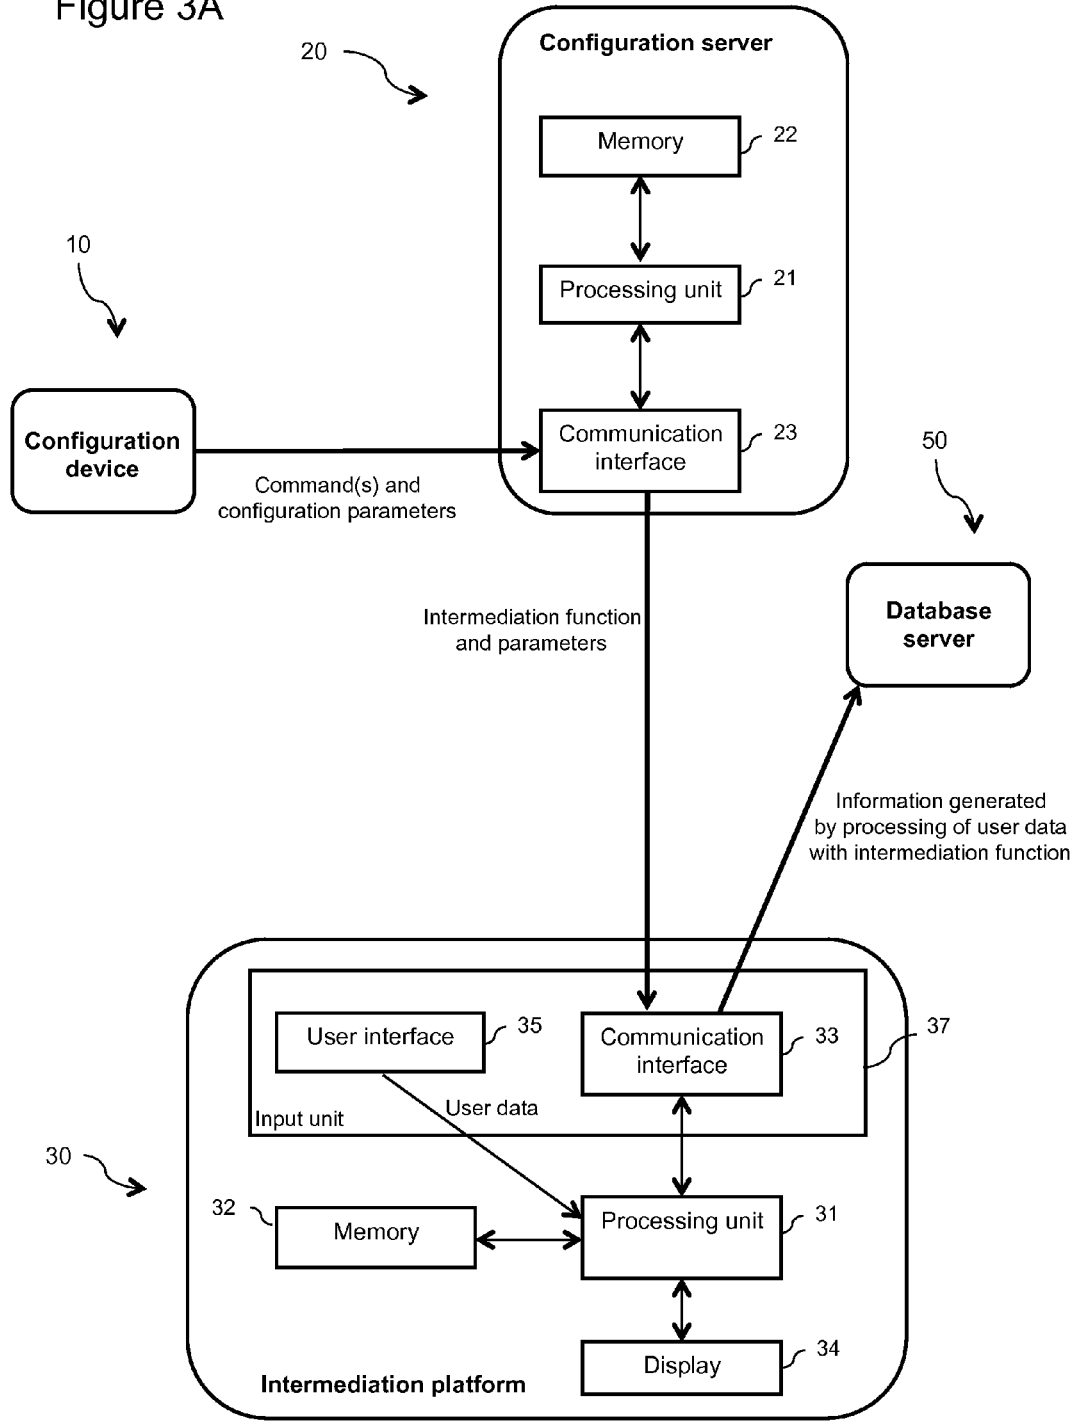 Figure 3A
20
Configuration server
Memory
22
10
Processing unit
21
Configuration
device
Communication
interface
23
50
Command(s) and
configuration parameters
Intermediation function
and parameters
Database
server
Information generated
by processing of user data
with intermediation function
User interface
35
Communication
interface
33
37
User data
Input unit
30
32
Memory
Processing unit
31
Display
34
Intermediation platform